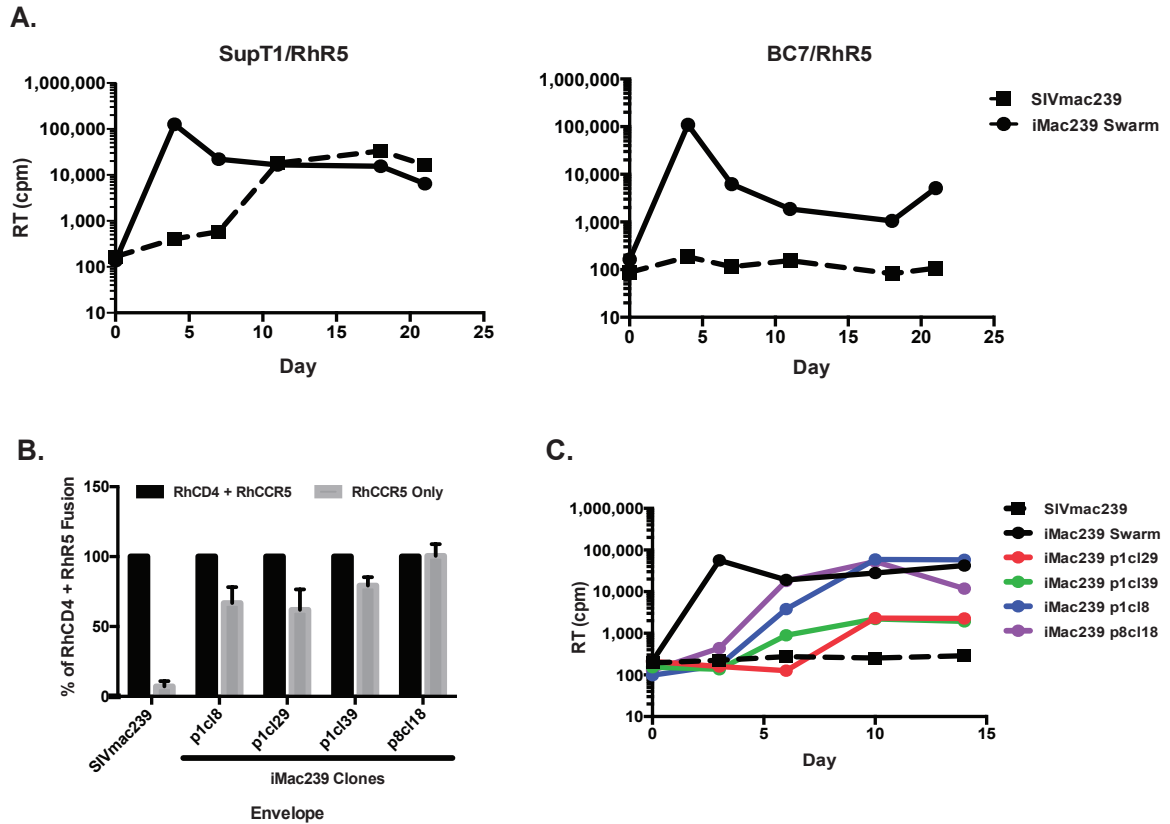 A.
SupT1/RhR5
BC7/RhR5
1,000,000
100,000
10,000
1,000
100
10
RT (cpm)
0 5 10 15 20 25
Day
1,000,000
100,000
10,000
1,000
100
10
0 5 10 15 20 25
Day
SIVmac239
iMac239 Swarm
B.
RhCD4 + RhCCR5
RhCCR5 Only
% of RhCD4 + RhR5 Fusion
150
100
50
0
SIVmac239
p1cl8
p1cl29
p1cl39
p8cl18
iMac239 Clones
Envelope
C.
1,000,000
100,000
10,000
1,000
100
10
RT (cpm)
0 5 10 15
Day
SIVmac239
iMac239 Swarm
iMac239 p1cl29
iMac239 p1cl39
iMac239 p1cl8
iMac239 p8cl18